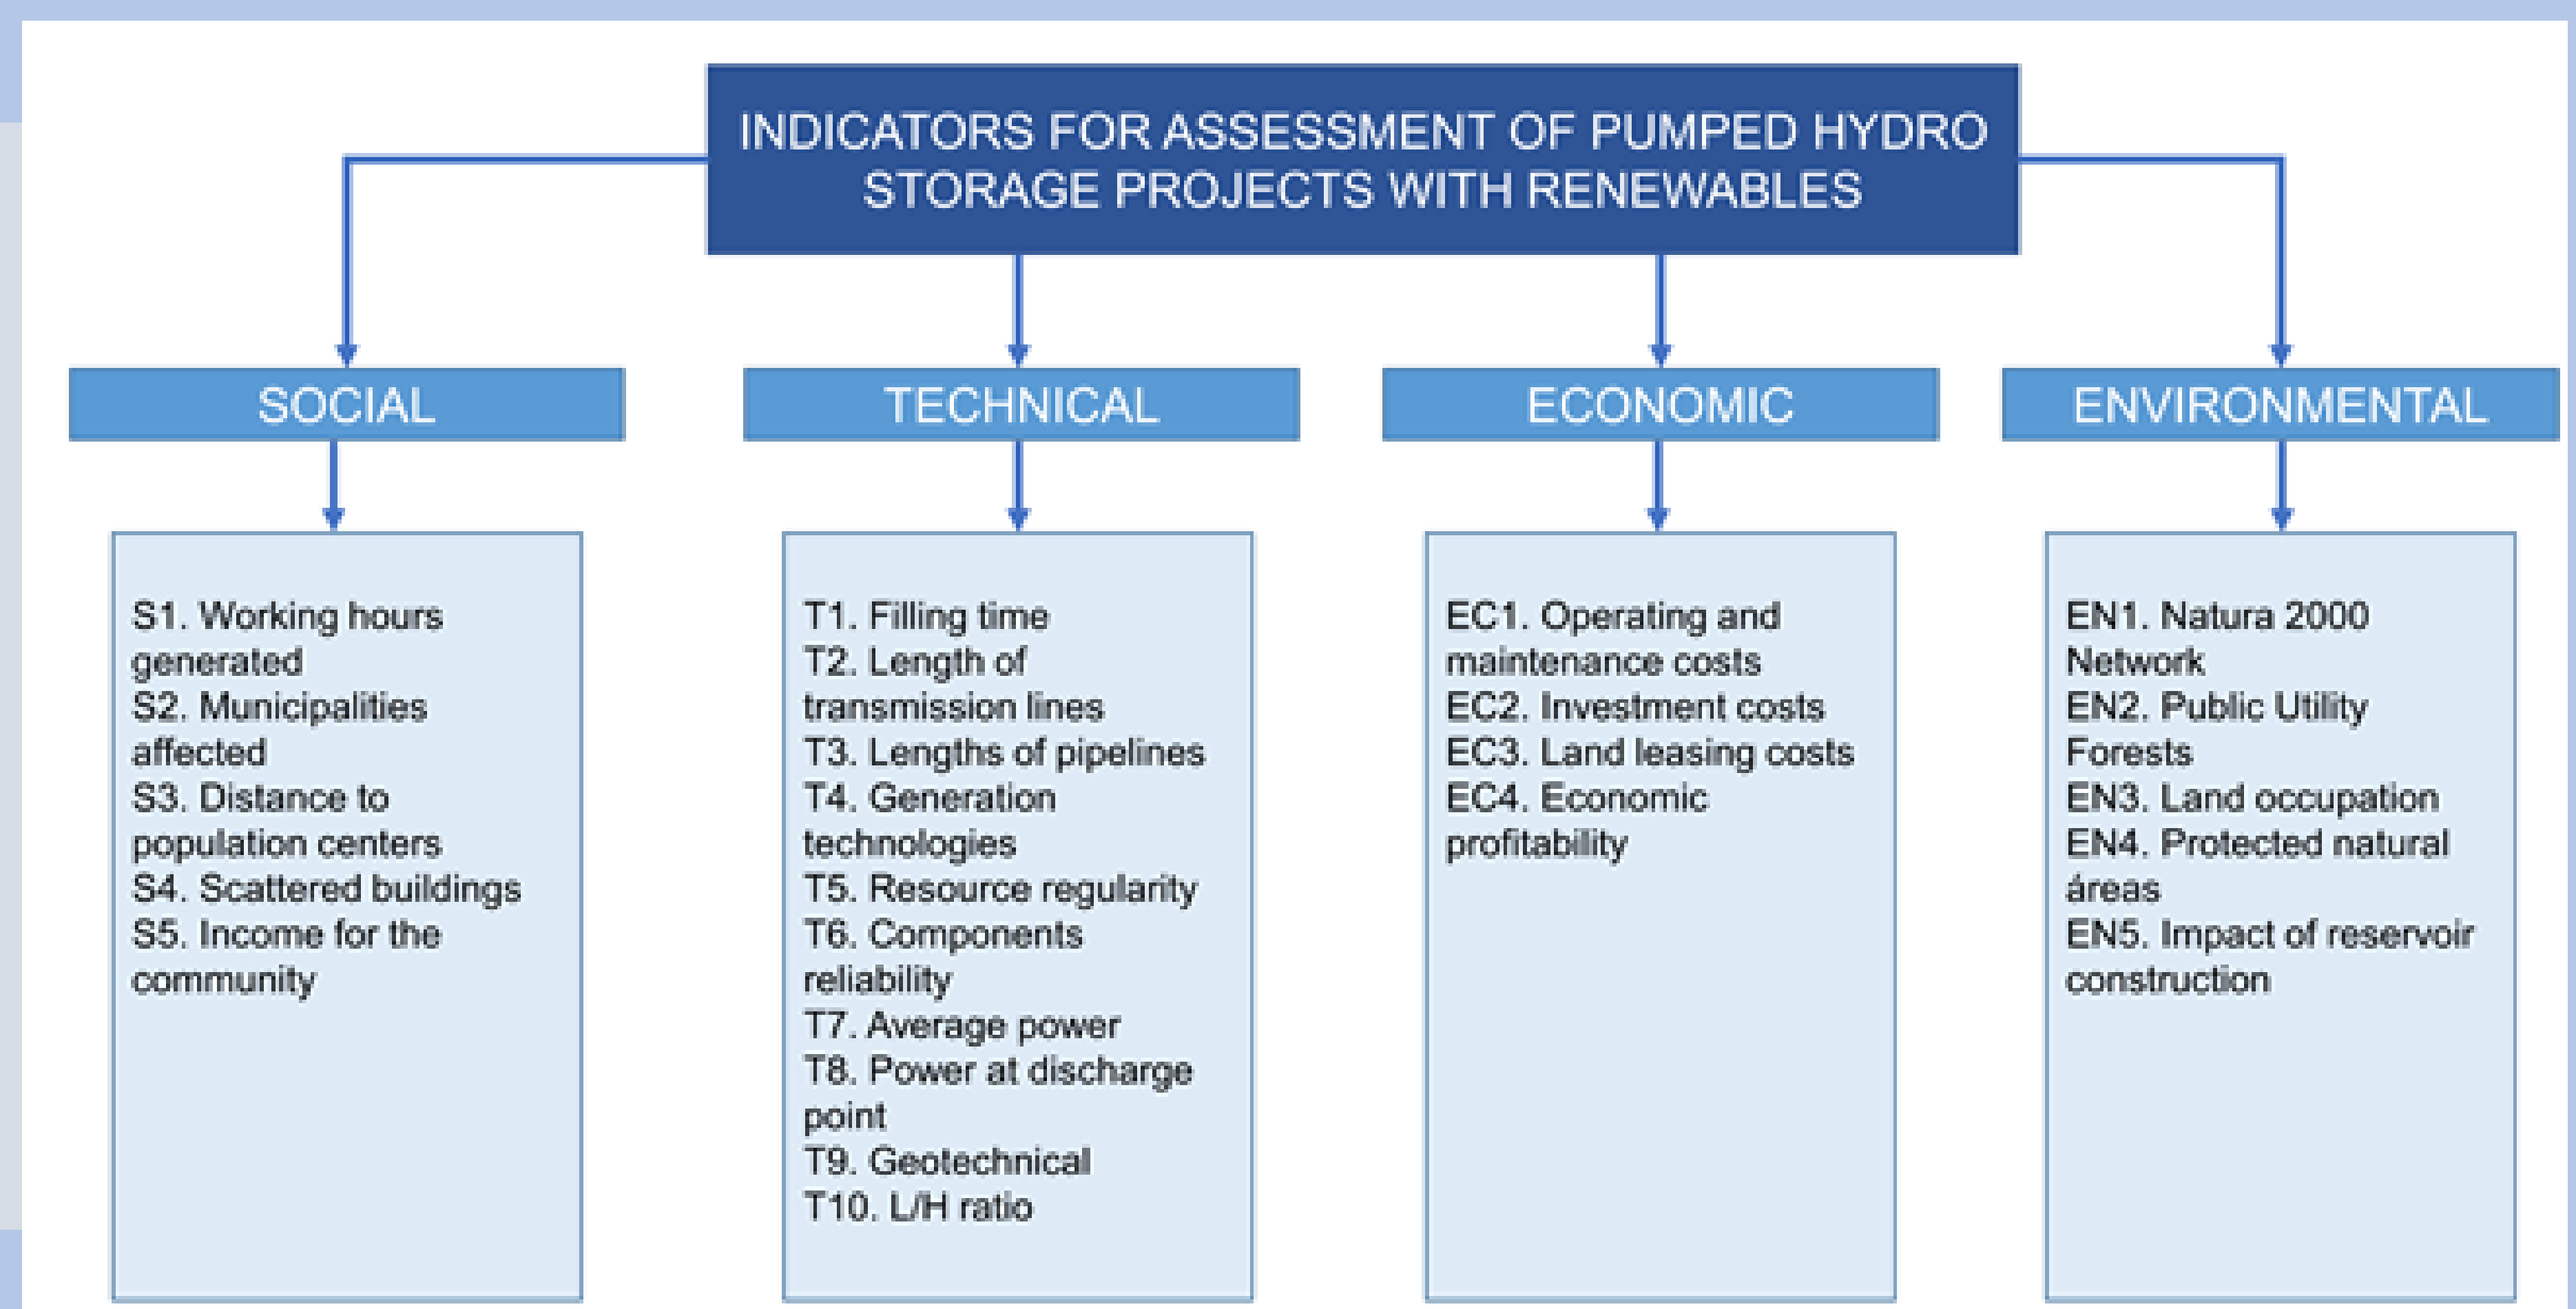 INDICATORS FOR ASSESSMENT OF PUMPED HYDRO
STORAGE PROJECTS WITH RENEWABLES
SOCIAL
TECHNICAL
ECONOMIC
ENVIRONMENTAL
S1. Working hours
generated
S2. Municipalities
affected
S3. Distance to
population centers
S4. Scattered buildings
S5. Income for the
community
T1. Filling time
T2. Length of
transmission lines
T3. Lengths of pipelines
T4. Generation
technologies
T5. Resource regularity
T6. Components
reliability
T7. Average power
T8. Power at discharge
point
T9. Geotechnical
T10. L/H ratio
EC1. Operating and
maintenance costs
EC2. Investment costs
EC3. Land leasing costs
EC4. Economic
profitability
EN1. Natura 2000
Network
EN2. Public Utility
Forests
EN3. Land occupation
EN4. Protected natural
áreas
EN5. Impact of reservoir
construction